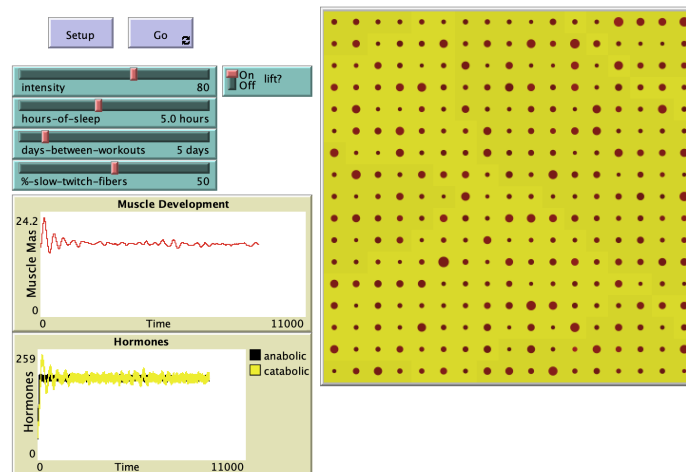 Setup
Go
intensity 80
On
Off
lift?
hours-of-sleep 5.0 hours
days-between-workouts 5 days
%-slow-twitch-fibers 50
Muscle Development
24.2
Muscle Mas
0
0 Time 11000
Hormones
259
anabolic
catabolic
Hormones
0
0 Time 11000